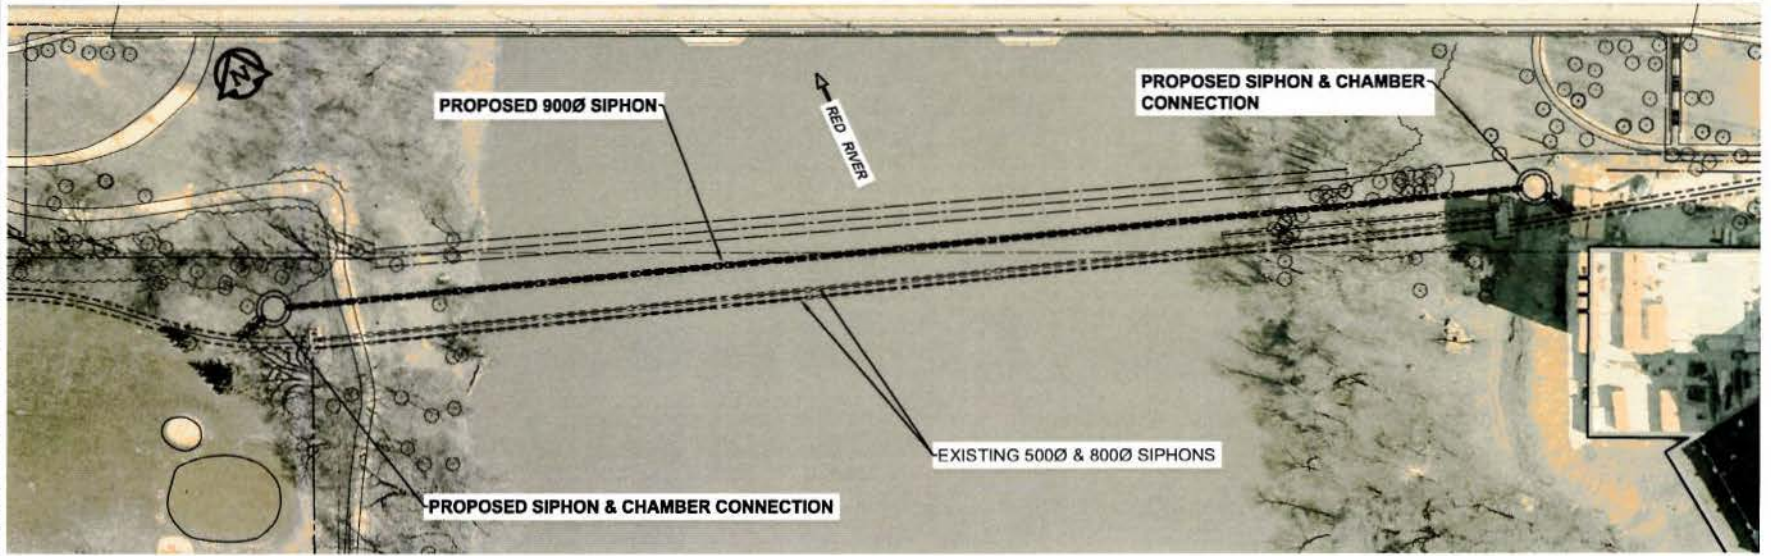 N
PROPOSED 900Ø SIPHON
RED RIVER
PROPOSED SIPHON & CHAMBER
CONNECTION
EXISTING 500Ø & 800Ø SIPHONS
PROPOSED SIPHON & CHAMBER CONNECTION